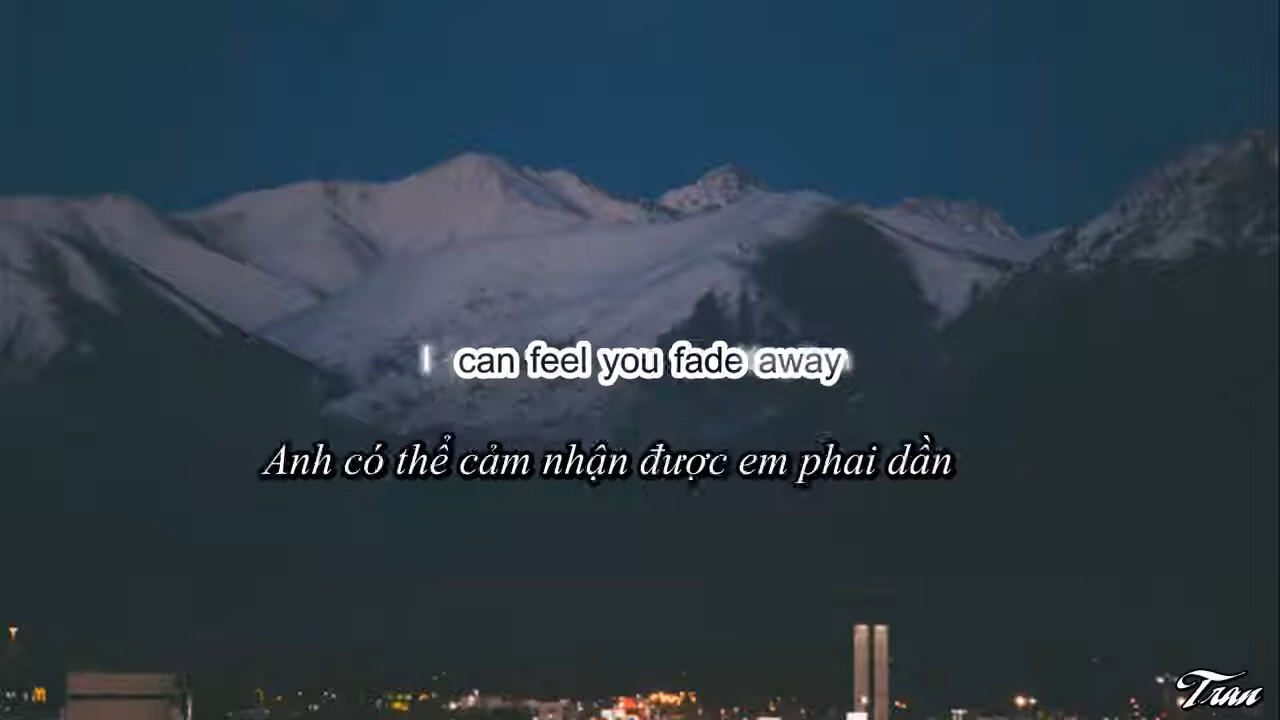 I can feel you fade away
Anh có thể cảm nhận được em phai dần
Tran